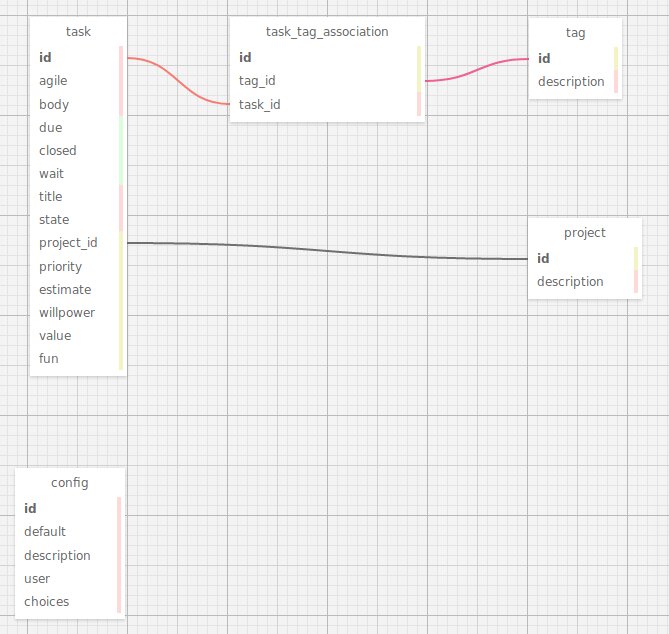 task
id
agile
body
due
closed
wait
title
state
project_id
priority
estimate
willpower
value
fun
task_tag_association
id
tag_id
task_id
tag
id
description
project
id
description
config
id
default
description
user
choices